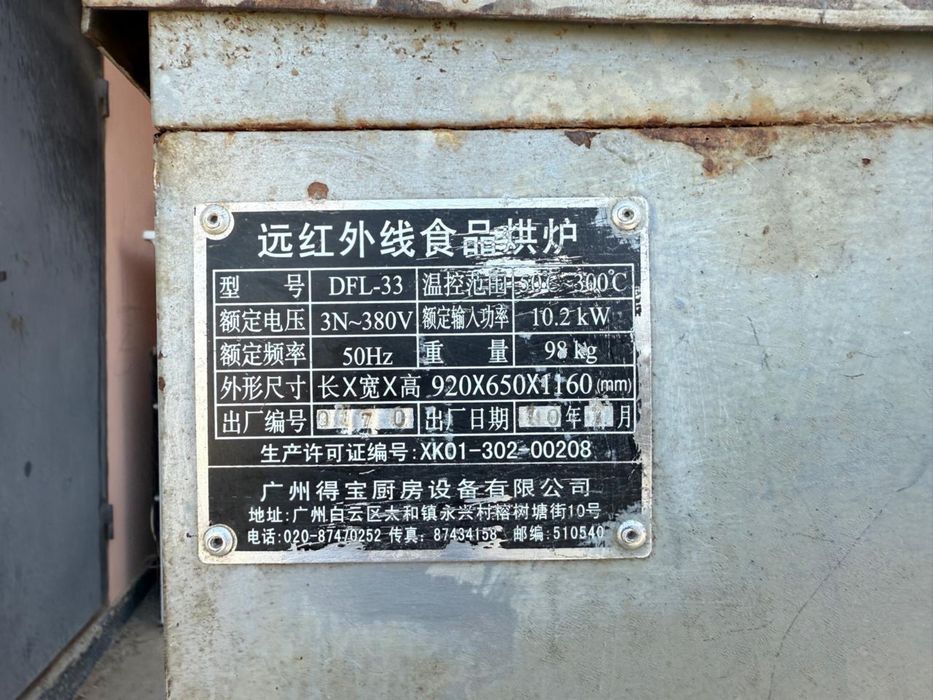 远红外线食品烘炉
型 号 DFL-33 温控范围 50℃~300℃
额定电压 3N~380V 额定输入功率 10.2 kW
额定频率 50Hz 重 量 98 kg
外形尺寸 长X宽X高 920X650X1160(mm)
出厂编号 出厂日期 年 月
生产许可证编号:XK01-302-00208
广州得宝厨房设备有限公司
地址:广州白云区太和镇永兴村榕树塘街10号
电话:020-87470252 传真: 87434158 邮编:510540